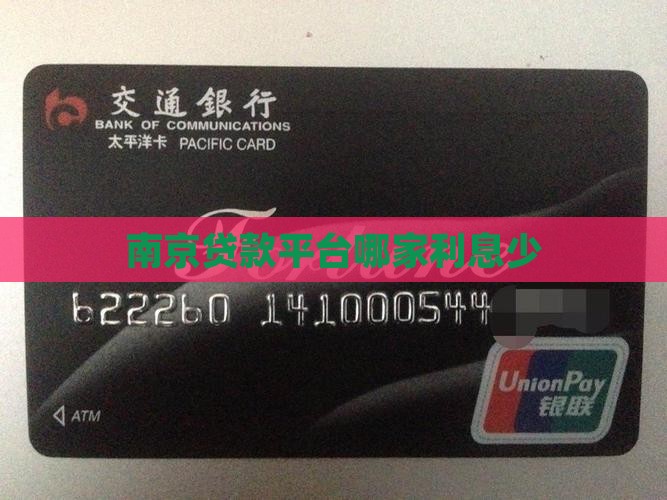 交通銀行
BANK OF COMMUNICATIONS
太平洋卡 PACIFIC CARD
Fortune
南京贷款平台哪家利息少
622260 141000544
UnionPay
银联
ATM